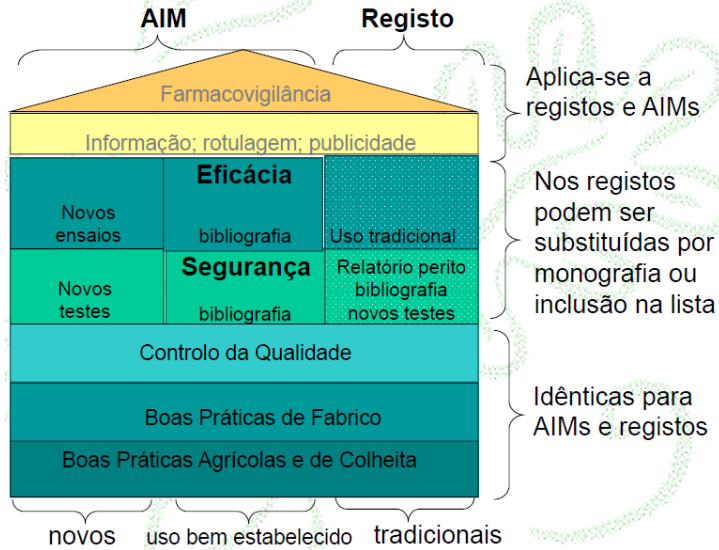 AIM
Registo
Farmacovigilância
Informação; rotulagem; publicidade
Aplica-se a
registos e AIMs
Eficácia
Novos
ensaios
bibliografia
Uso tradicional
Segurança
Novos
testes
bibliografia
Relatório perito
bibliografia
novos testes
Nos registos
podem ser
substituídas por
monografia ou
inclusão na lista
Controlo da Qualidade
Boas Práticas de Fabrico
Boas Práticas Agrícolas e de Colheita
Idênticas para
AIMs e registos
novos
uso bem estabelecido
tradicionais